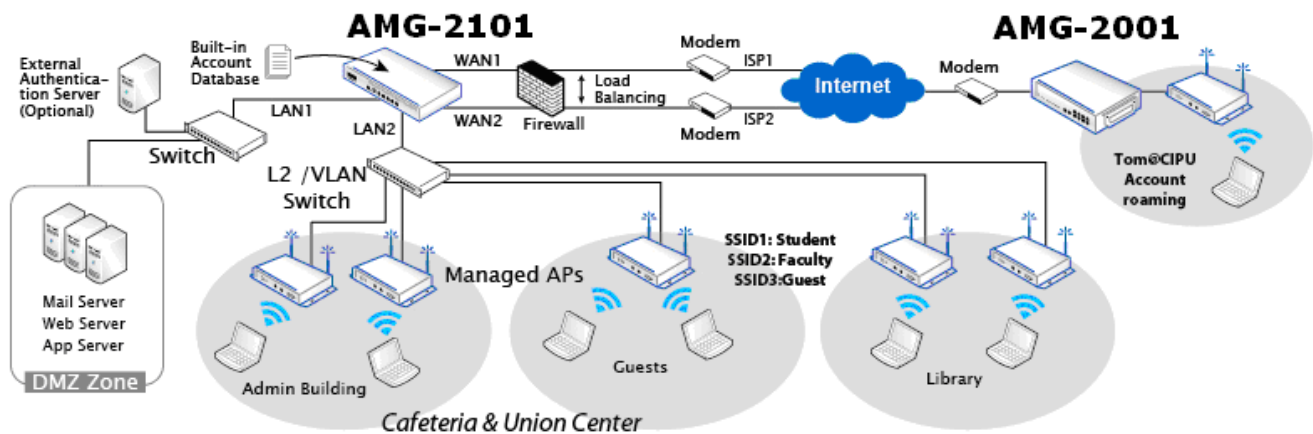 AMG-2101
AMG-2001
External
Authentica-
tion Server
(Optional)
Built-in
Account
Database
WAN1
WAN2
LAN1
LAN2
Load
Balancing
Firewall
Modem
ISP1
Modem
ISP2
Internet
Modem
Switch
L2 /VLAN
Switch
Tom@CIPU
Account
roaming
Mail Server
Web Server
App Server
DMZ Zone
Managed APs
SSID1: Student
SSID2: Faculty
SSID3:Guest
Admin Building
Guests
Library
Cafeteria & Union Center